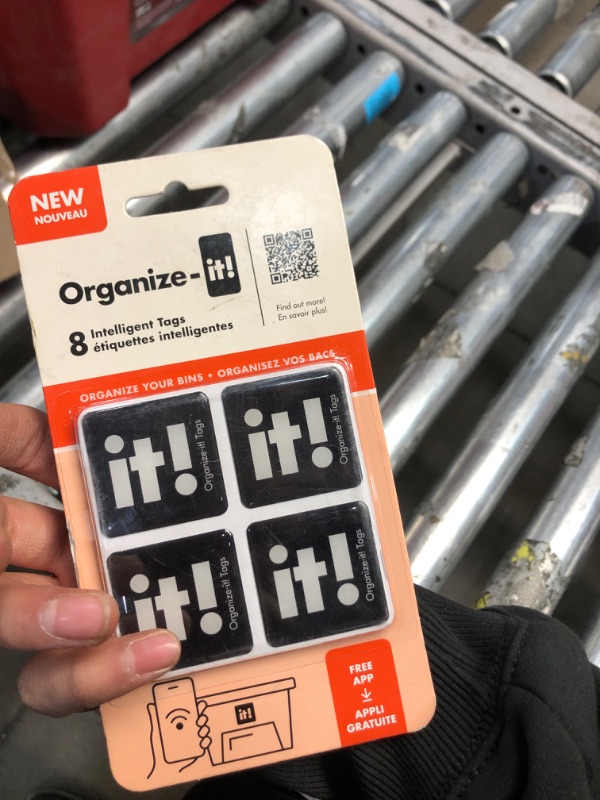 NEW
NOUVEAU
Organize-it!
Find out more!
En savoir plus!
8 Intelligent Tags
étiquettes intelligentes
ORGANIZE YOUR BINS • ORGANISEZ VOS BACS
it!
Organize-it! Tags
it!
Organize-it! Tags
it!
Organize-it! Tags
it!
Organize-it! Tags
it!
FREE
APP
APPLI
GRATUITE